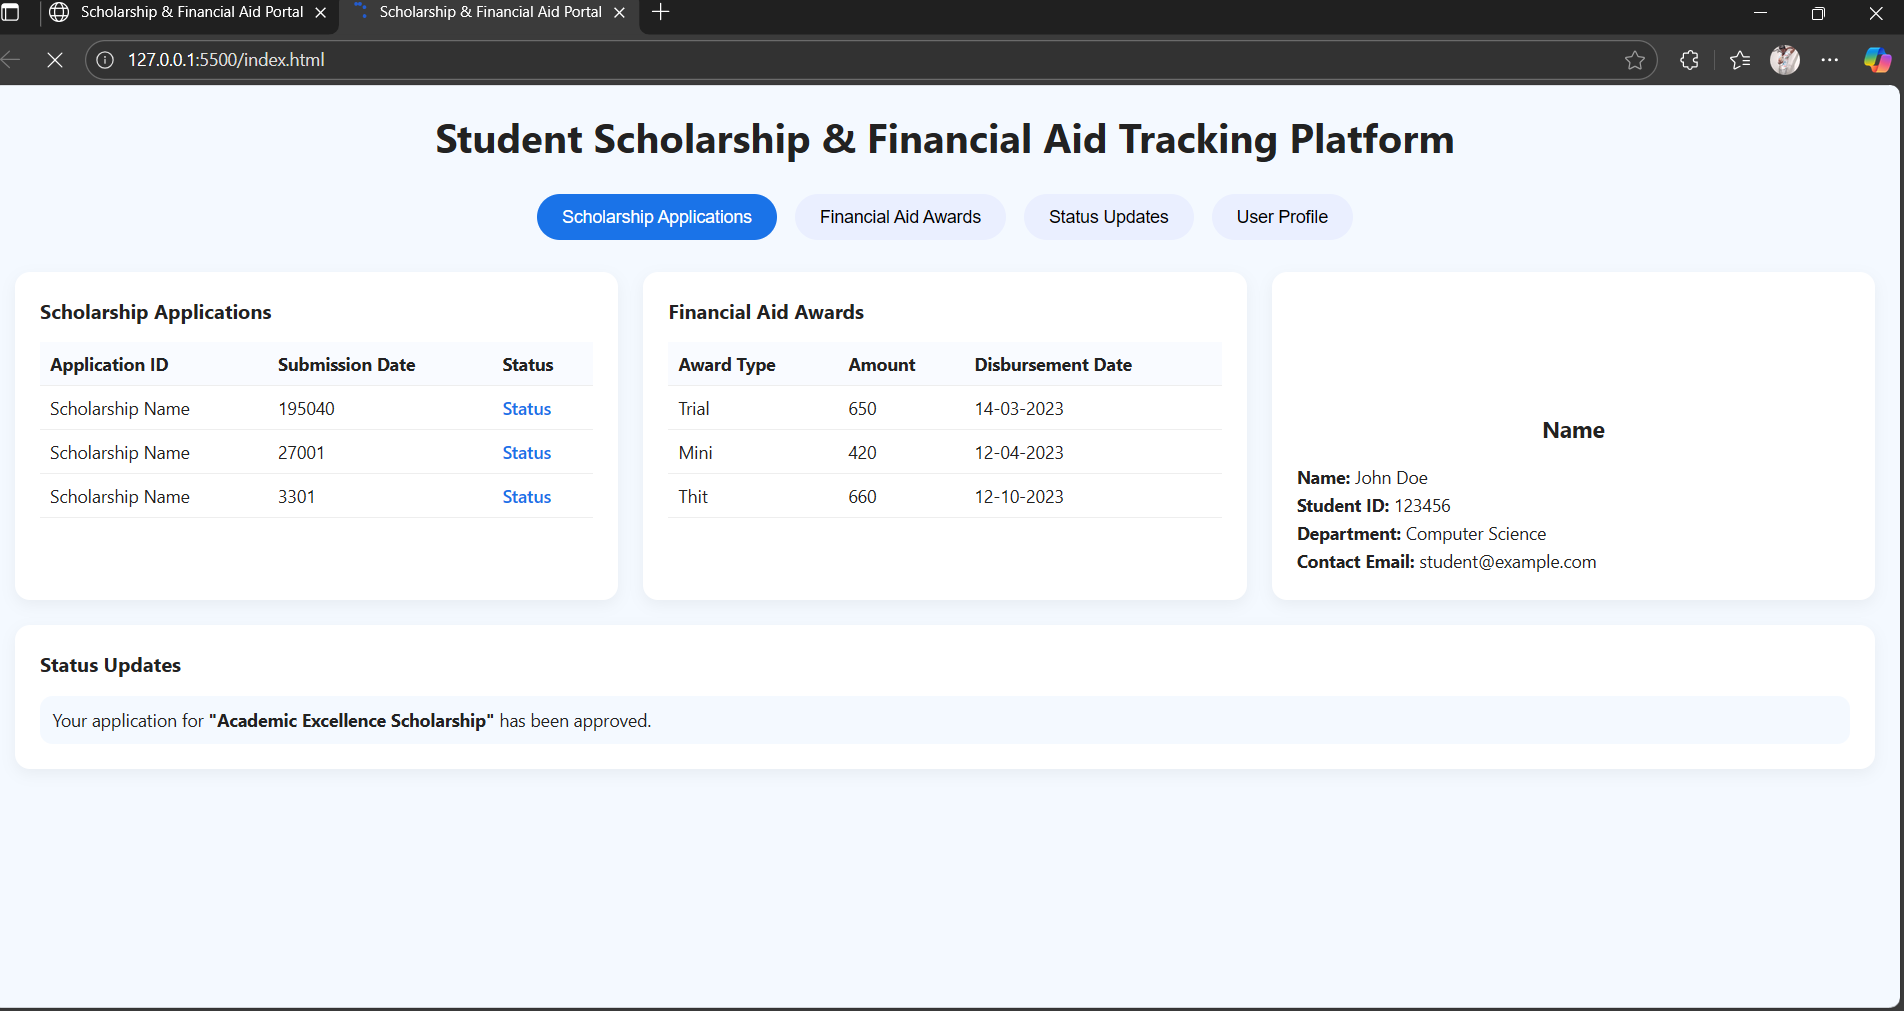 Scholarship & Financial Aid Portal
Scholarship & Financial Aid Portal
127.0.0.1:5500/index.html
Student Scholarship & Financial Aid Tracking Platform
Scholarship Applications Financial Aid Awards Status Updates User Profile
Scholarship Applications
Application ID Submission Date Status
Scholarship Name 195040 Status
Scholarship Name 27001 Status
Scholarship Name 3301 Status
Financial Aid Awards
Award Type Amount Disbursement Date
Trial 650 14-03-2023
Mini 420 12-04-2023
Thit 660 12-10-2023
Name
Name: John Doe
Student ID: 123456
Department: Computer Science
Contact Email: student@example.com
Status Updates
Your application for "Academic Excellence Scholarship" has been approved.